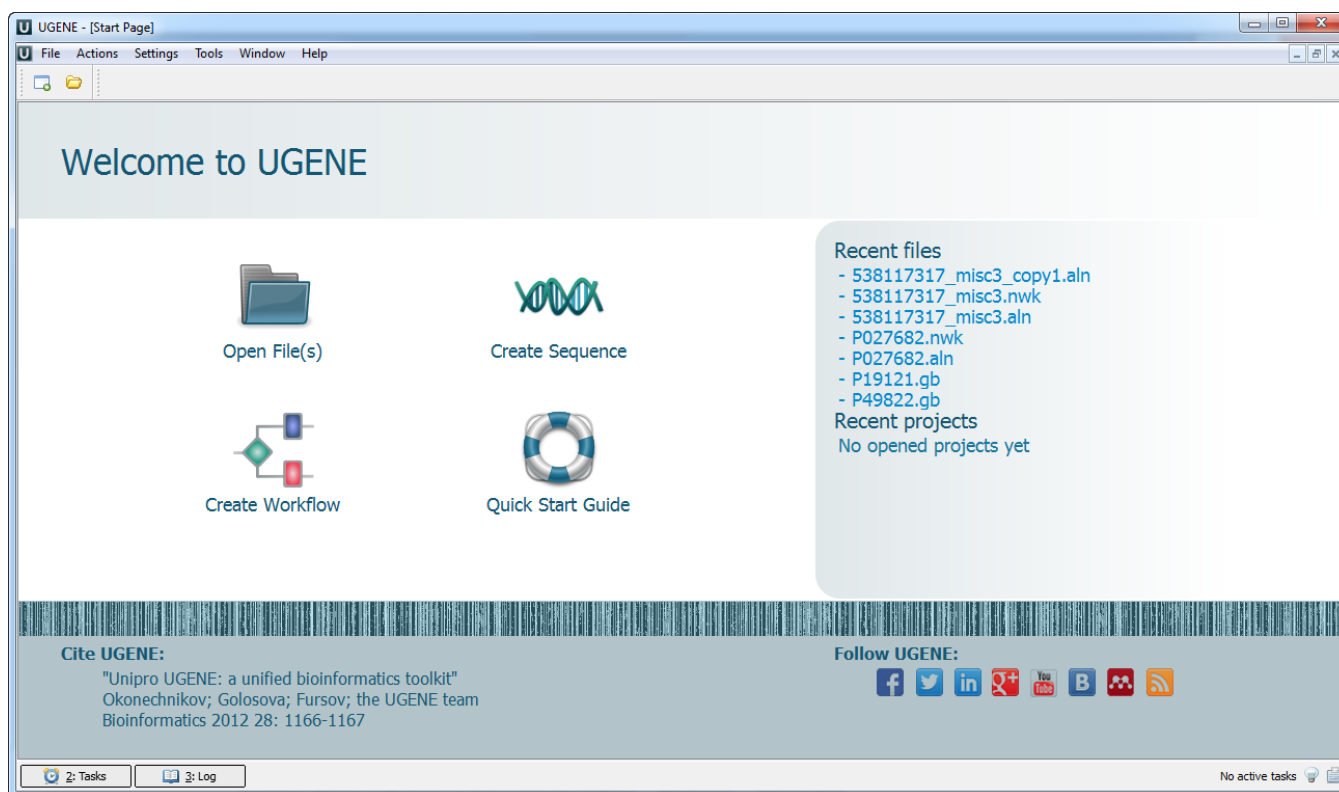 UGENE - [Start Page]
File Actions Settings Tools Window Help
Welcome to UGENE
Open File(s)
Create Sequence
Create Workflow
Quick Start Guide
Recent files
- 538117317_misc3_copy1.aln
- 538117317_misc3.nwk
- 538117317_misc3.aln
- P027682.nwk
- P027682.aln
- P19121.gb
- P49822.gb
Recent projects
No opened projects yet
Cite UGENE:
"Unipro UGENE: a unified bioinformatics toolkit"
Okonechnikov; Golosova; Fursov; the UGENE team
Bioinformatics 2012 28: 1166-1167
Follow UGENE:
You Tube
2: Tasks
3: Log
No active tasks